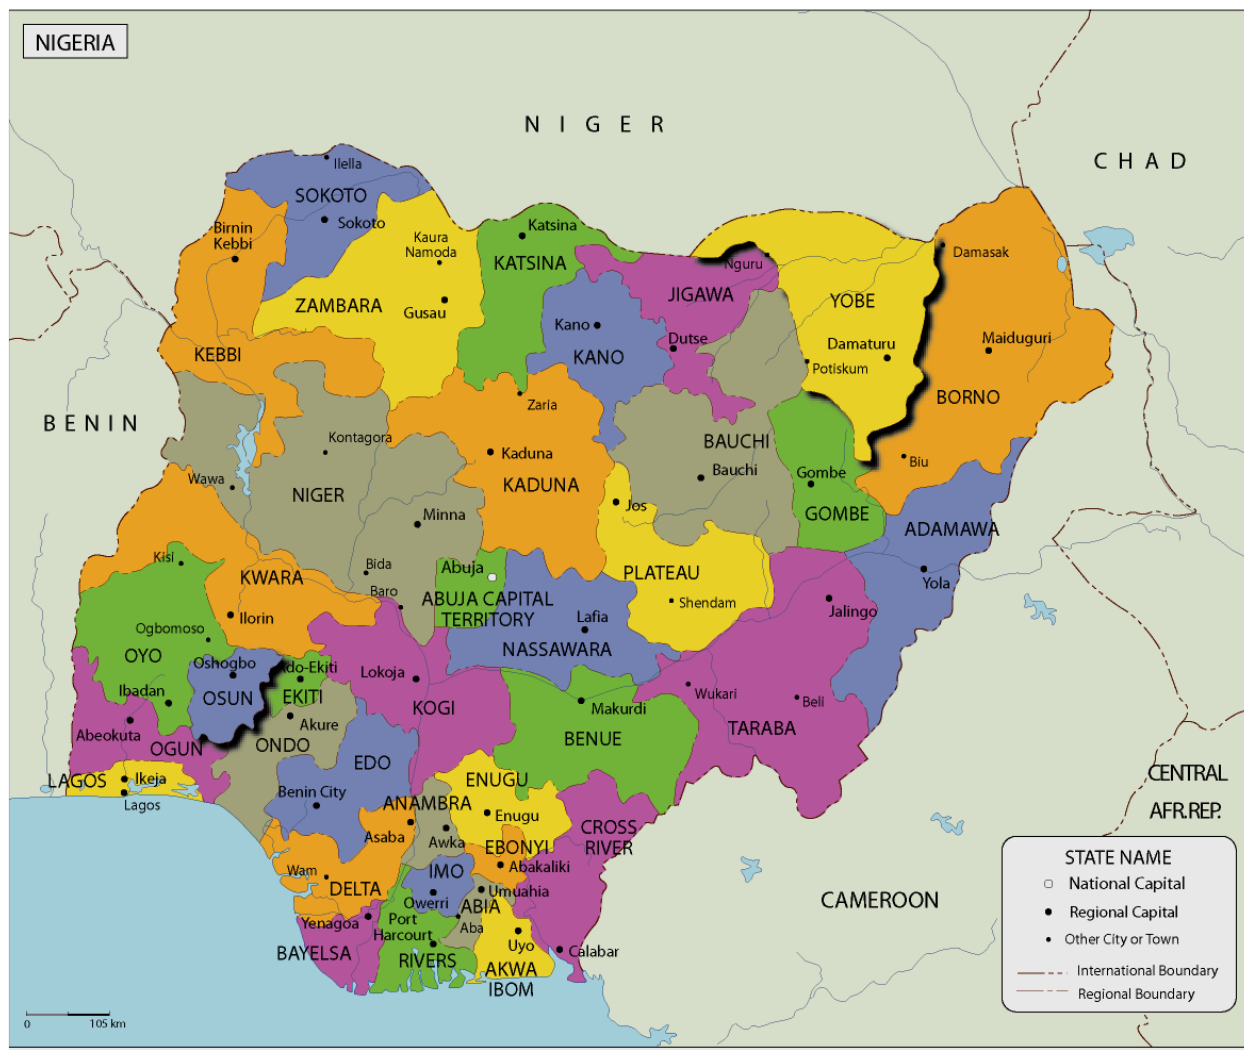 NIGERIA
NIGER
CHAD
Ilella
SOKOTO
Sokoto
Birnin
Kebbi
Kaura
Namoda
Katsina
KATSINA
Nguru
Damasak
JIGAWA
YOBE
ZAMBARA
Gusau
Kano
KANO
Dutse
Damaturu
Maiduguri
KEBBI
Potiskum
BORNO
Zaria
BENIN
Kontagora
BAUCHI
Kaduna
KADUNA
Bauchi
Gombe
Biu
Wawa
NIGER
Jos
GOMBE
ADAMAWA
Minna
Kisl
Bida
Abuja
PLATEAU
Yola
KWARA
Baro
ABUJA CAPITAL
TERRITORY
Shendam
Jalingo
Ilorin
Lafia
Ogbomoso
NASSAWARA
OYO
Oshogbo
do-Ekiti
Lokoja
Ibadan
OSUN
EKITI
KOGI
Makurdi
Wukari
Bell
Abeokuta
Akure
TARABA
OGUN
ONDO
BENUE
EDO
LAGOS
Ikeja
ENUGU
CENTRAL
AFR.REP.
Lagos
Benin City
ANAMBRA
Enugu
CROSS
RIVER
Asaba
Awka
EBONYI
Wam
IMO
Abakaliki
DELTA
Owerri
Umuahia
ABIA
CAMEROON
Yenagoa
Port
Harcourt
Aba
BAYELSA
RIVERS
Uyo
Calabar
AKWA
IBOM
STATE NAME
National Capital
Regional Capital
Other City or Town
International Boundary
Regional Boundary
0 105 km